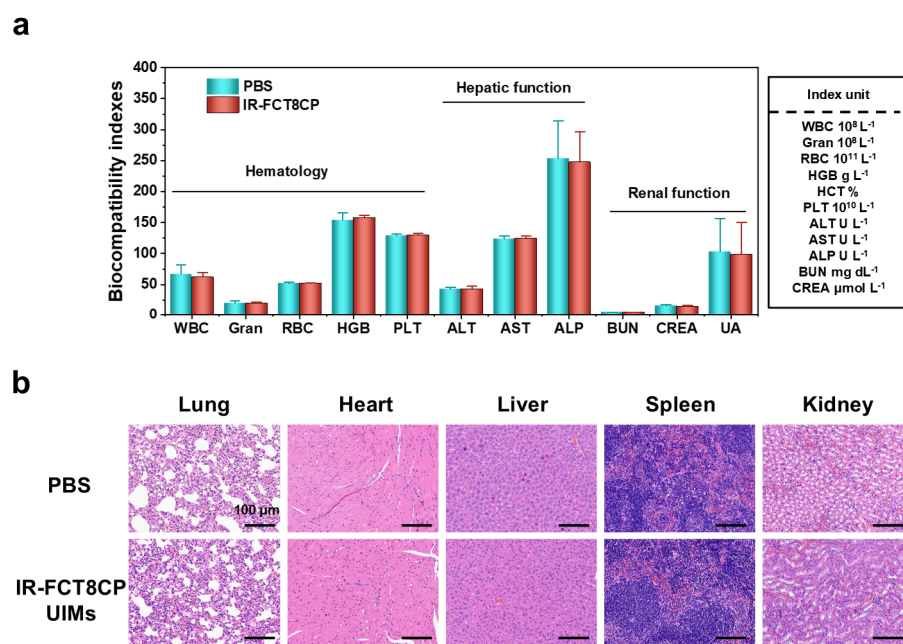 a
400
350
300
250
200
150
100
50
0
Biocompatibility indexes
PBS
IR-FCT8CP
Hematology
Hepatic function
Renal function
WBC Gran RBC HGB PLT ALT AST ALP BUN CREA UA
Index unit
WBC 10⁸ L⁻¹
Gran 10⁸ L⁻¹
RBC 10¹¹ L⁻¹
HGB g L⁻¹
HCT %
PLT 10¹⁰ L⁻¹
ALT U L⁻¹
AST U L⁻¹
ALP U L⁻¹
BUN mg dL⁻¹
CREA μmol L⁻¹
b
Lung Heart Liver Spleen Kidney
PBS
100 μm
IR-FCT8CP
UIMs